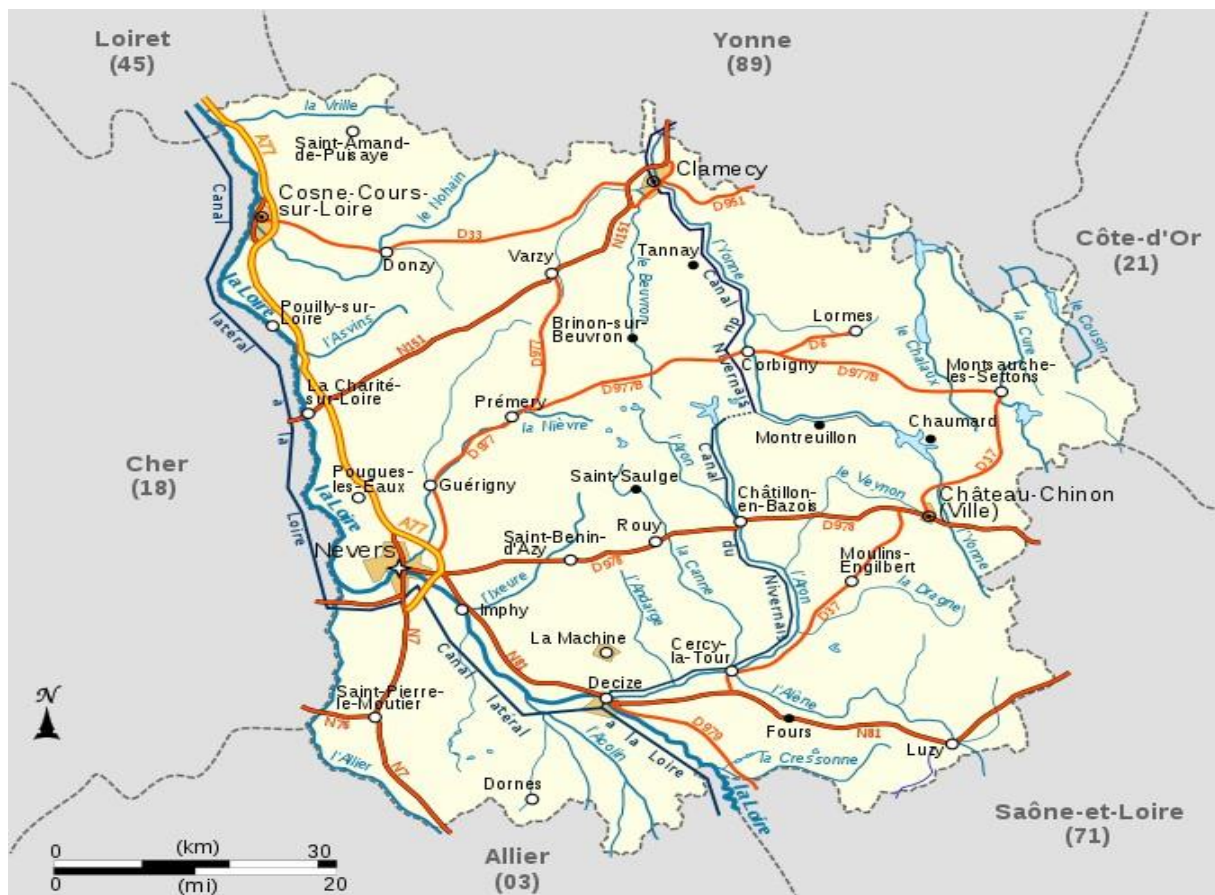 Loiret
(45)
Yonne
(89)
la Vrille
A77
Saint-Amand-
de-Puisaye
Clamecy
Canal
Cosne-Cours-
sur-Loire
le Nohain
D951
D33
N151
Côte-d'Or
(21)
Donzy
Varzy
Tannay
l'Yonne
le Beuvron
Canal
la Loire
Pouilly-sur-
Loire
l'Asvins
latéral
Lormes
le Cousin
la Cure
Brinon-sur-
Beuvron
du
D6
le Chalaux
N151
D977
Nivernais
Corbigny
D977B
D977B
Montsauche-
les-Settons
La Charité-
sur-Loire
à
Prémery
la Nièvre
Montreuillon
Chaumard
la
D977
l'Aron
Canal
D37
Cher
(18)
Pougues-
les-Eaux
Guérigny
Saint-Saulge
le Veynon
la Loire
Châtillon-
en-Bazois
Château-Chinon
(Ville)
Loire
A77
Rouy
D978
Nevers
Saint-Benin-
d'Azy
du
l'Yonne
D978
Moulins-
Engilbert
l'Ixeure
la Canne
l'Andarge
l'Aron
Nivernais
la Dragne
Imphy
D37
N7
La Machine
Cercy-
la-Tour
Canal
N81
latéral
Decize
l'Alène
N
Saint-Pierre-
le-Moutier
N76
à
D979
Fours
N81
Luzy
l'Acolin
la Loire
la Cressonne
l'Allier
N7
Dornes
la Loire
Saône-et-Loire
(71)
0
(km)
30
0
(mi)
20
Allier
(03)